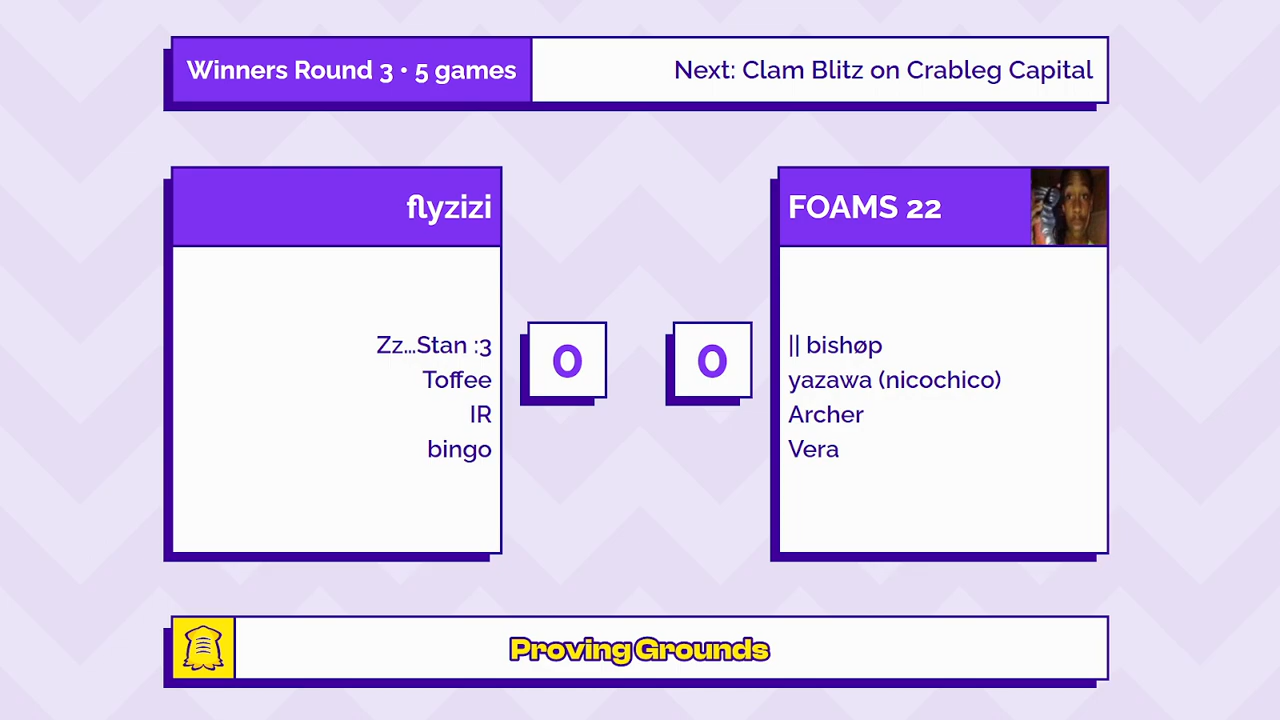 Winners Round 3 • 5 games
Next: Clam Blitz on Crableg Capital
flyzizi
Zz...Stan :3
Toffee
IR
bingo
0
0
FOAMS 22
|| bishøp
yazawa (nicochico)
Archer
Vera
Proving Grounds